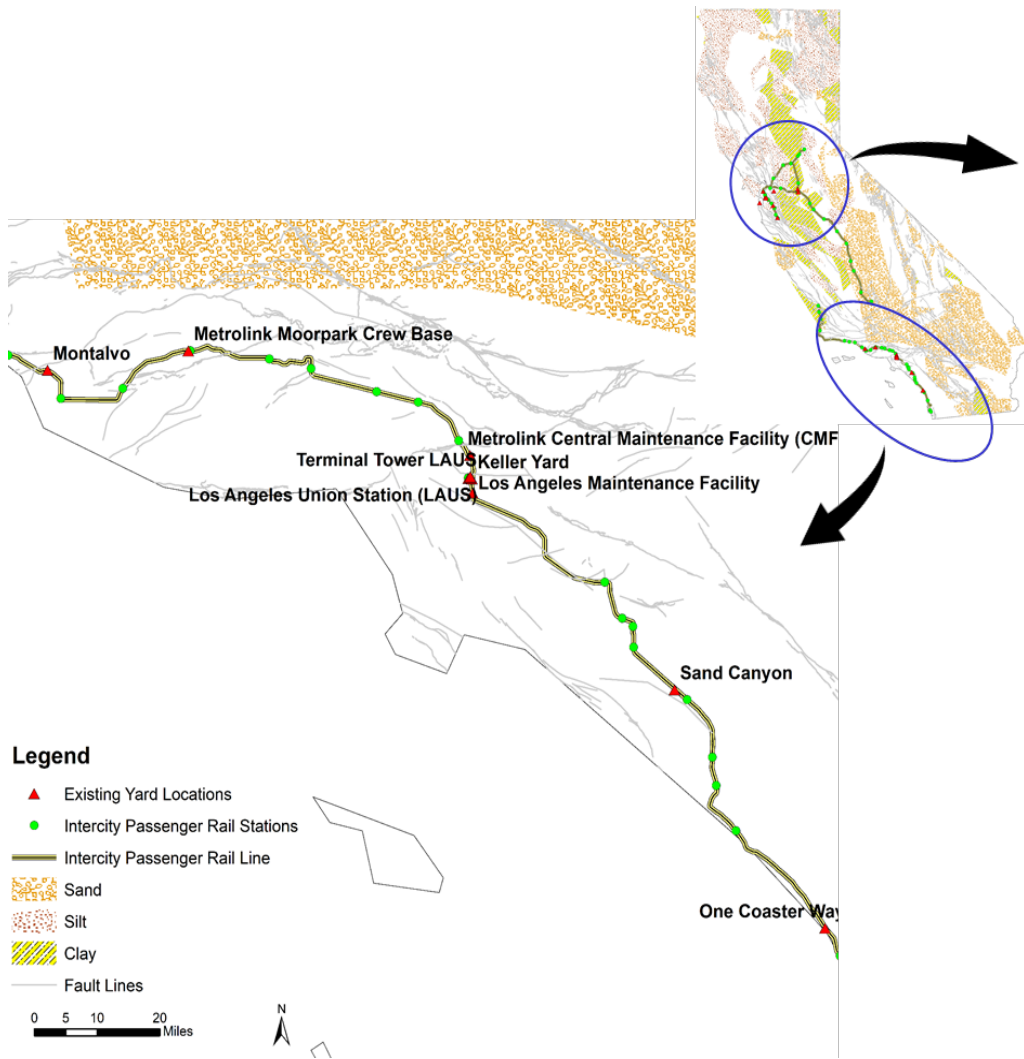 Metrolink Moorpark Crew Base
Montalvo
Metrolink Central Maintenance Facility (CMF
Terminal Tower LAUS
Keller Yard
Los Angeles Maintenance Facility
Los Angeles Union Station (LAUS)
Sand Canyon
One Coaster Way
Legend
Existing Yard Locations
Intercity Passenger Rail Stations
Intercity Passenger Rail Line
Sand
Silt
Clay
Fault Lines
0 5 10 20
Miles
N